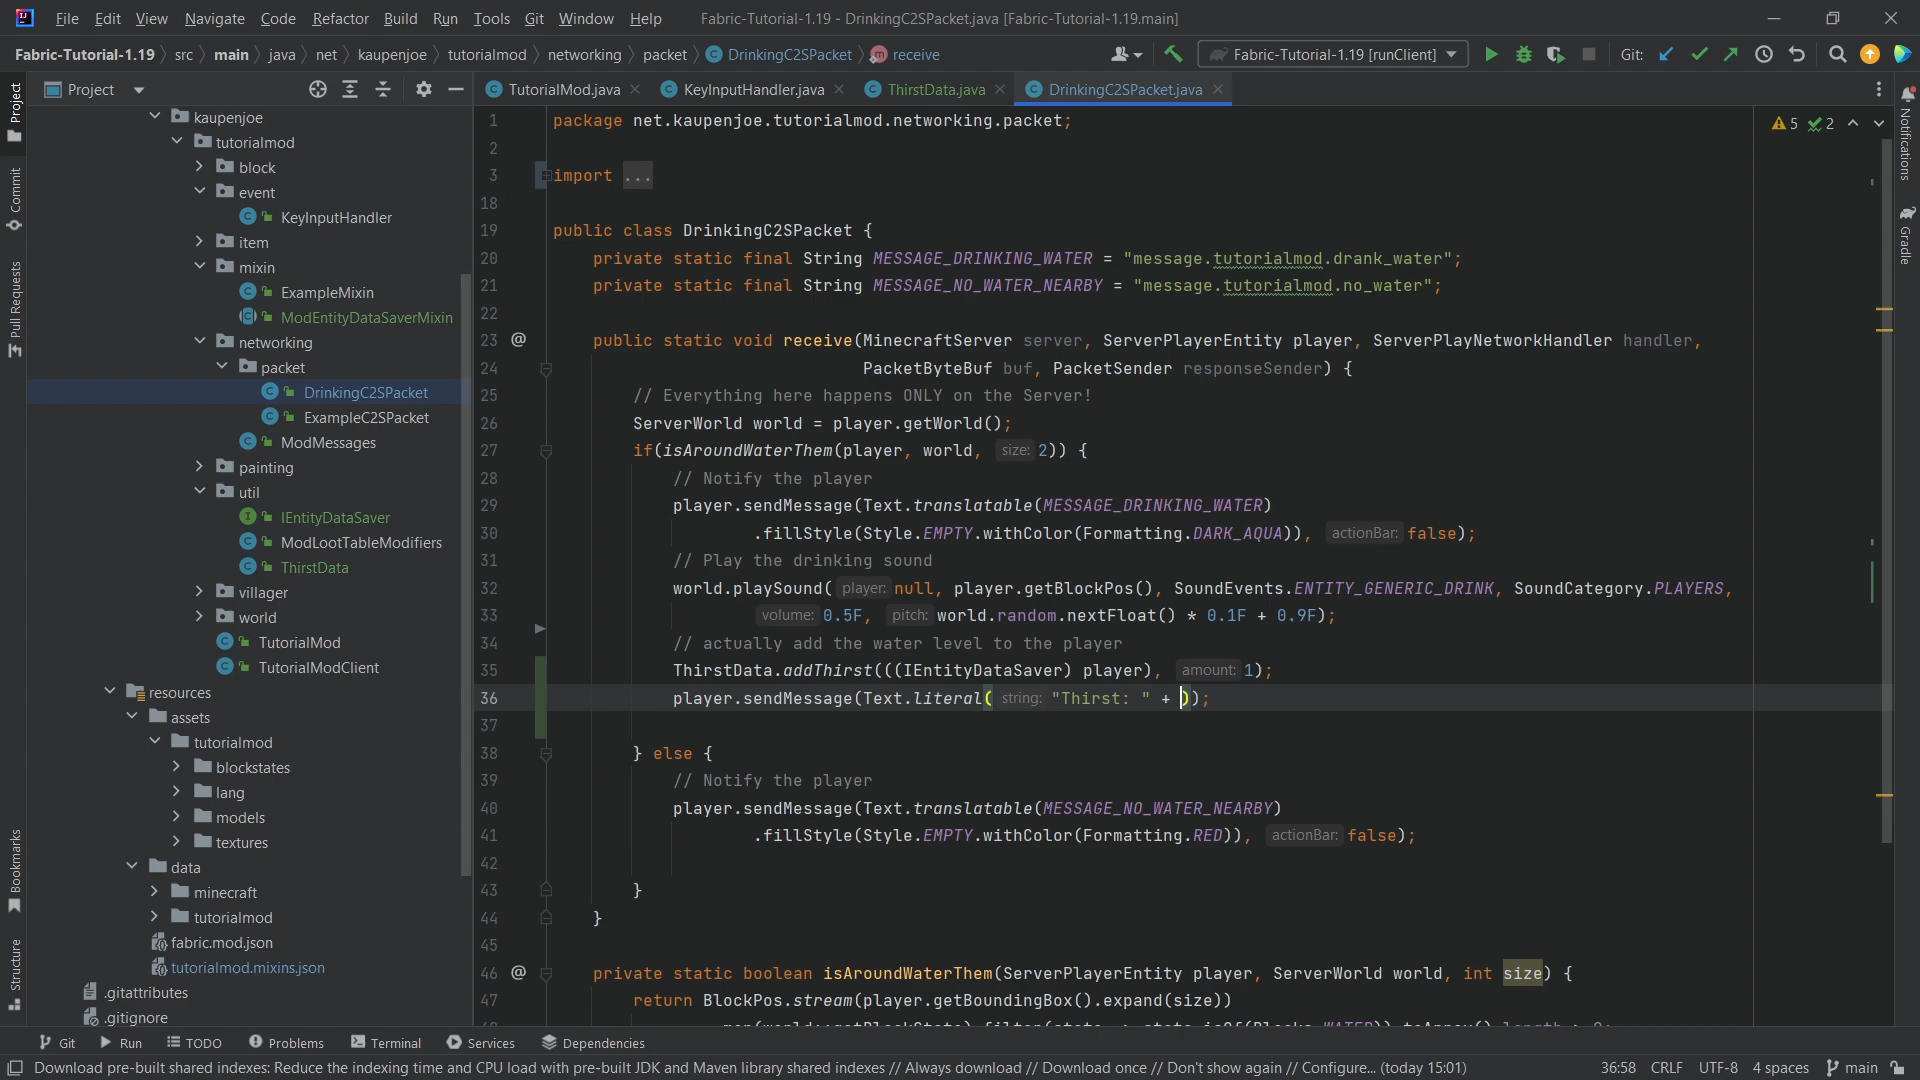 File Edit View Navigate Code Refactor Build Run Tools Git Window Help Fabric-Tutorial-1.19 - DrinkingC2SPacket.java [Fabric-Tutorial-1.19.main]
Fabric-Tutorial-1.19 src main java net kaupenjoe tutorialmod networking packet DrinkingC2SPacket receive Fabric-Tutorial-1.19 [runClient] Git:
Project TutorialMod.java KeyInputHandler.java ThirstData.java DrinkingC2SPacket.java
Project
Commit
Pull Requests
Bookmarks
Structure
kaupenjoe
tutorialmod
block
event
KeyInputHandler
item
mixin
ExampleMixin
ModEntityDataSaverMixin
networking
packet
DrinkingC2SPacket
ExampleC2SPacket
ModMessages
painting
util
IEntityDataSaver
ModLootTableModifiers
ThirstData
villager
world
TutorialMod
TutorialModClient
resources
assets
tutorialmod
blockstates
lang
models
textures
data
minecraft
tutorialmod
fabric.mod.json
tutorialmod.mixins.json
.gitattributes
.gitignore
1 package net.kaupenjoe.tutorialmod.networking.packet;
2
3 import ...
18
19 public class DrinkingC2SPacket {
20 private static final String MESSAGE_DRINKING_WATER = "message.tutorialmod.drank_water";
21 private static final String MESSAGE_NO_WATER_NEARBY = "message.tutorialmod.no_water";
22
23 @ public static void receive(MinecraftServer server, ServerPlayerEntity player, ServerPlayNetworkHandler handler,
24 PacketByteBuf buf, PacketSender responseSender) {
25 // Everything here happens ONLY on the Server!
26 ServerWorld world = player.getWorld();
27 if(isAroundWaterThem(player, world, size: 2)) {
28 // Notify the player
29 player.sendMessage(Text.translatable(MESSAGE_DRINKING_WATER)
30 .fillStyle(Style.EMPTY.withColor(Formatting.DARK_AQUA)), actionBar: false);
31 // Play the drinking sound
32 world.playSound( player: null, player.getBlockPos(), SoundEvents.ENTITY_GENERIC_DRINK, SoundCategory.PLAYERS,
33 volume: 0.5F, pitch: world.random.nextFloat() * 0.1F + 0.9F);
34 // actually add the water level to the player
35 ThirstData.addThirst(((IEntityDataSaver) player), amount: 1);
36 player.sendMessage(Text.literal( string: "Thirst: " + ));
37
38 } else {
39 // Notify the player
40 player.sendMessage(Text.translatable(MESSAGE_NO_WATER_NEARBY)
41 .fillStyle(Style.EMPTY.withColor(Formatting.RED)), actionBar: false);
42
43 }
44 }
45
46 @ private static boolean isAroundWaterThem(ServerPlayerEntity player, ServerWorld world, int size) {
47 return BlockPos.stream(player.getBoundingBox().expand(size))
5 2
Notifications
Gradle
Git Run TODO Problems Terminal Services Dependencies
Download pre-built shared indexes: Reduce the indexing time and CPU load with pre-built JDK and Maven library shared indexes // Always download // Download once // Don't show again // Configure... (today 15:01) 36:58 CRLF UTF-8 4 spaces main